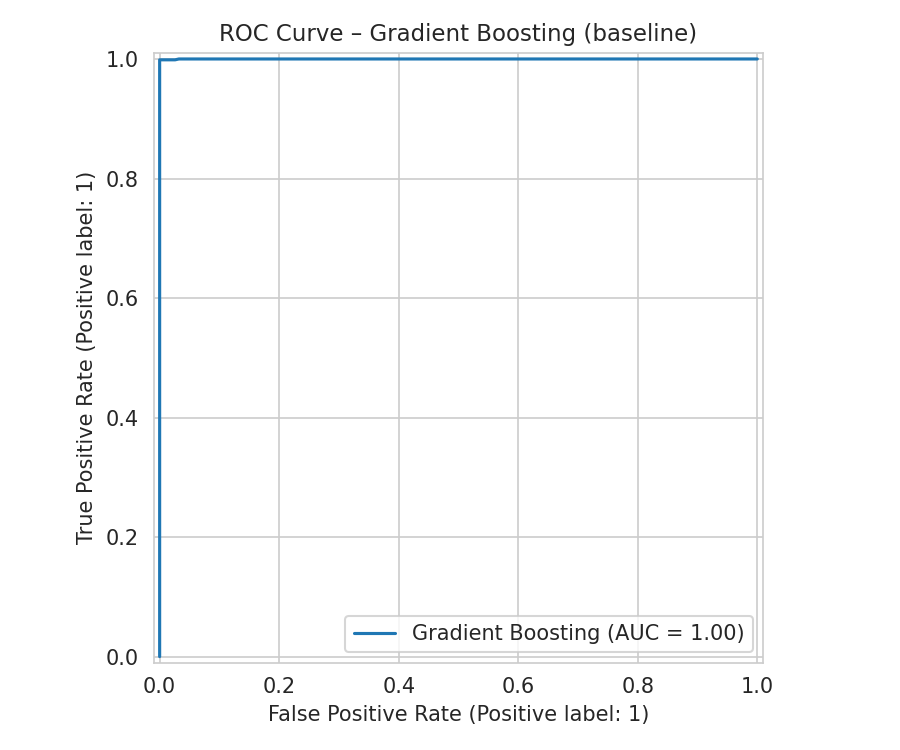 ROC Curve – Gradient Boosting (baseline)
1.0
0.8
0.6
0.4
0.2
0.0
True Positive Rate (Positive label: 1)
Gradient Boosting (AUC = 1.00)
0.0 0.2 0.4 0.6 0.8 1.0
False Positive Rate (Positive label: 1)